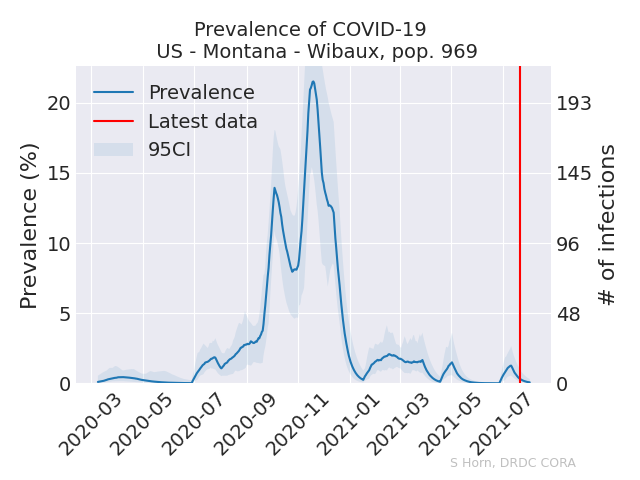 Prevalence of COVID-19
US - Montana - Wibaux, pop. 969
Prevalence
Latest data
95CI
Prevalence (%)
20
15
10
5
0
# of infections
193
145
96
48
0
2020-03
2020-05
2020-07
2020-09
2020-11
2021-01
2021-03
2021-05
2021-07
S Horn, DRDC CORA